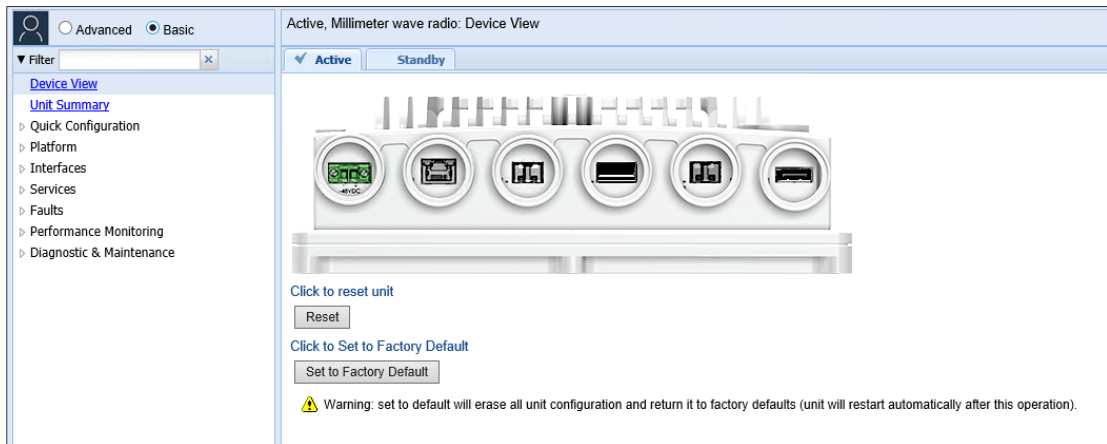 Advanced Basic
Active, Millimeter wave radio: Device View
Filter
Active Standby
Device View
Unit Summary
Quick Configuration
Platform
Interfaces
Services
Faults
Performance Monitoring
Diagnostic & Maintenance
-48VDC
Click to reset unit
Reset
Click to Set to Factory Default
Set to Factory Default
Warning: set to default will erase all unit configuration and return it to factory defaults (unit will restart automatically after this operation).